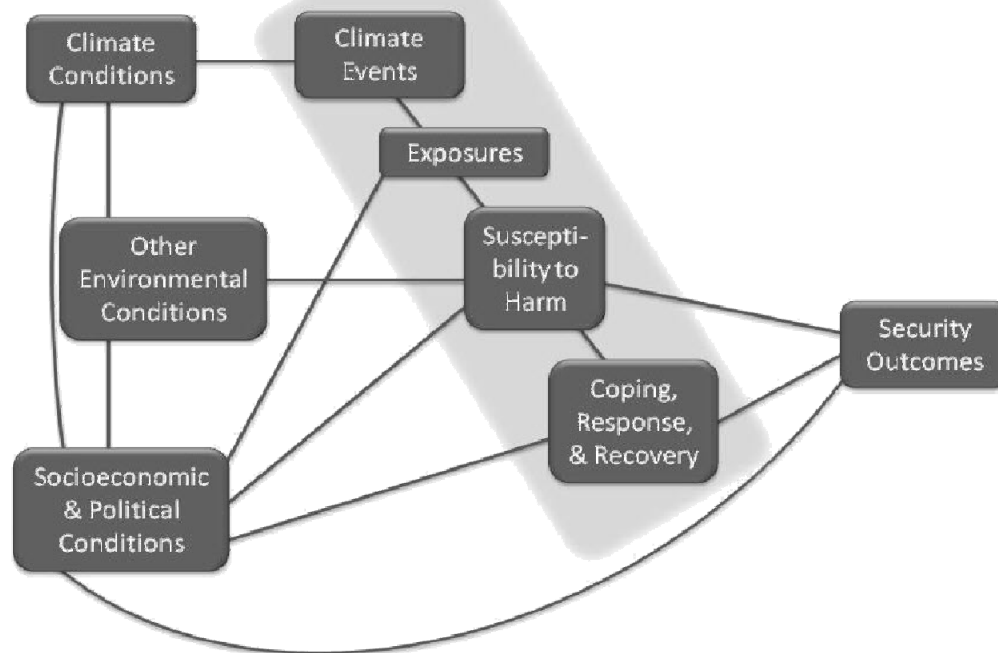 Climate
Conditions
Climate
Events
Exposures
Other
Environmental
Conditions
Suscepti-
bility to
Harm
Security
Outcomes
Coping,
Response,
& Recovery
Socioeconomic
& Political
Conditions